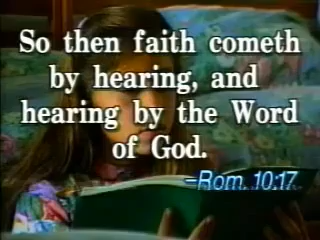 So then faith cometh
by hearing, and
hearing by the Word
of God.
-Rom. 10:17